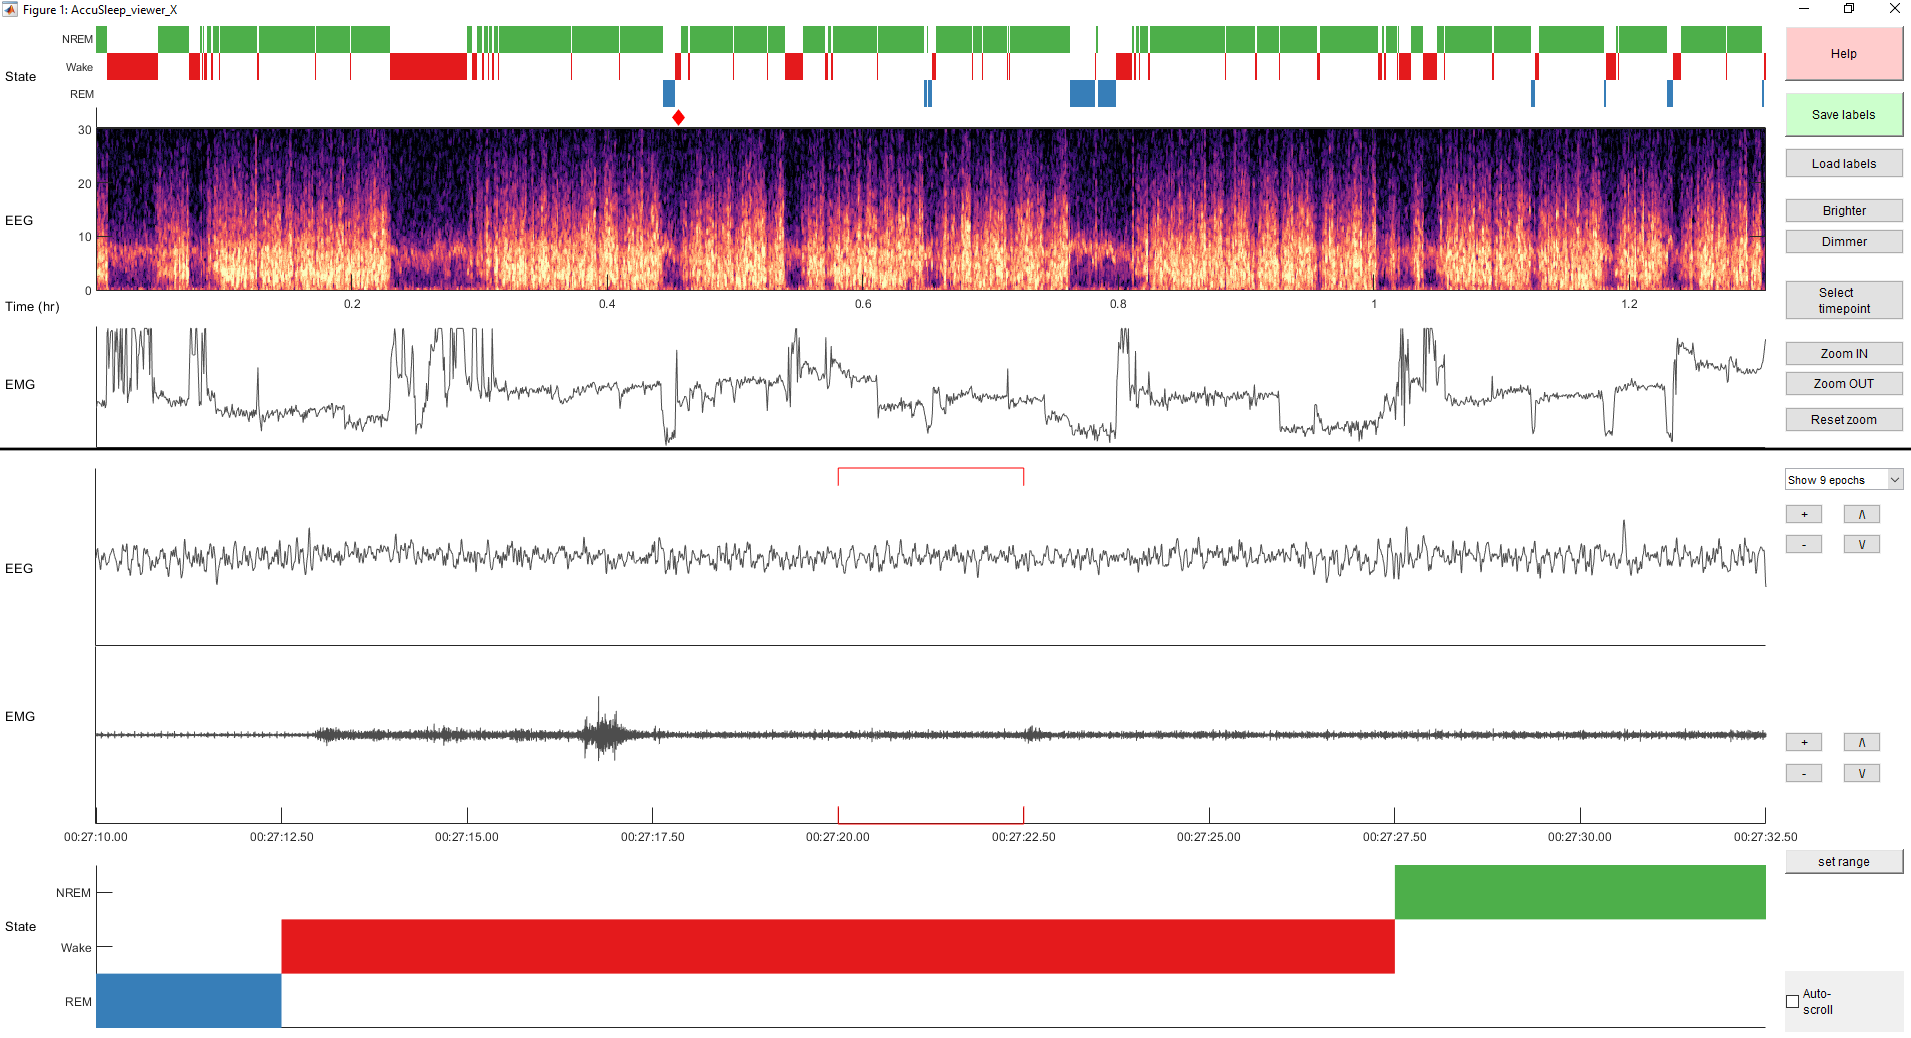 Figure 1: AccuSleep_viewer_X
NREM
Wake
State
REM
Help
Save labels
Load labels
30
20
EEG
10
0
Brighter
Dimmer
Select
timepoint
Time (hr)
0.2
0.4
0.6
0.8
1
1.2
EMG
Zoom IN
Zoom OUT
Reset zoom
Show 9 epochs
+
/\
-
\/
EEG
EMG
+
/\
-
\/
00:27:10.00
00:27:12.50
00:27:15.00
00:27:17.50
00:27:20.00
00:27:22.50
00:27:25.00
00:27:27.50
00:27:30.00
00:27:32.50
set range
NREM
State
Wake
REM
Auto-
scroll